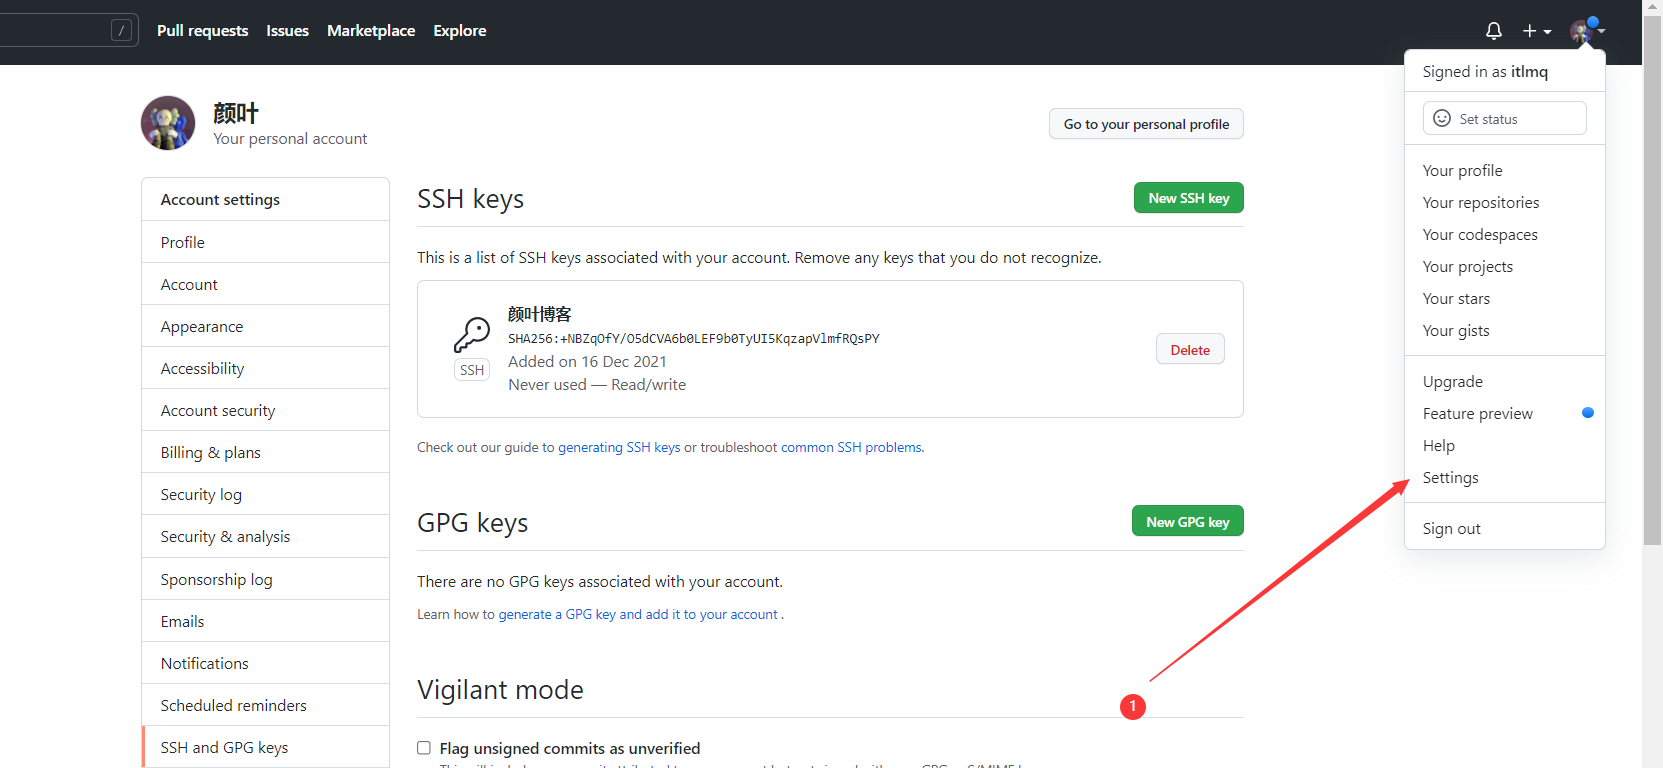 /
Pull requests Issues Marketplace Explore
颜叶
Your personal account
Go to your personal profile
Account settings
Profile
Account
Appearance
Accessibility
Account security
Billing & plans
Security log
Security & analysis
Sponsorship log
Emails
Notifications
Scheduled reminders
SSH and GPG keys
SSH keys
New SSH key
This is a list of SSH keys associated with your account. Remove any keys that you do not recognize.
颜叶博客
SHA256:+NBZqOfY/O5dCVA6b0LEF9b0TyUI5KqzapVlmfRQsPY
SSH
Added on 16 Dec 2021
Never used — Read/write
Delete
Check out our guide to generating SSH keys or troubleshoot common SSH problems.
GPG keys
New GPG key
There are no GPG keys associated with your account.
Learn how to generate a GPG key and add it to your account .
Vigilant mode
1
Flag unsigned commits as unverified
Signed in as itlmq
Set status
Your profile
Your repositories
Your codespaces
Your projects
Your stars
Your gists
Upgrade
Feature preview
Help
Settings
Sign out